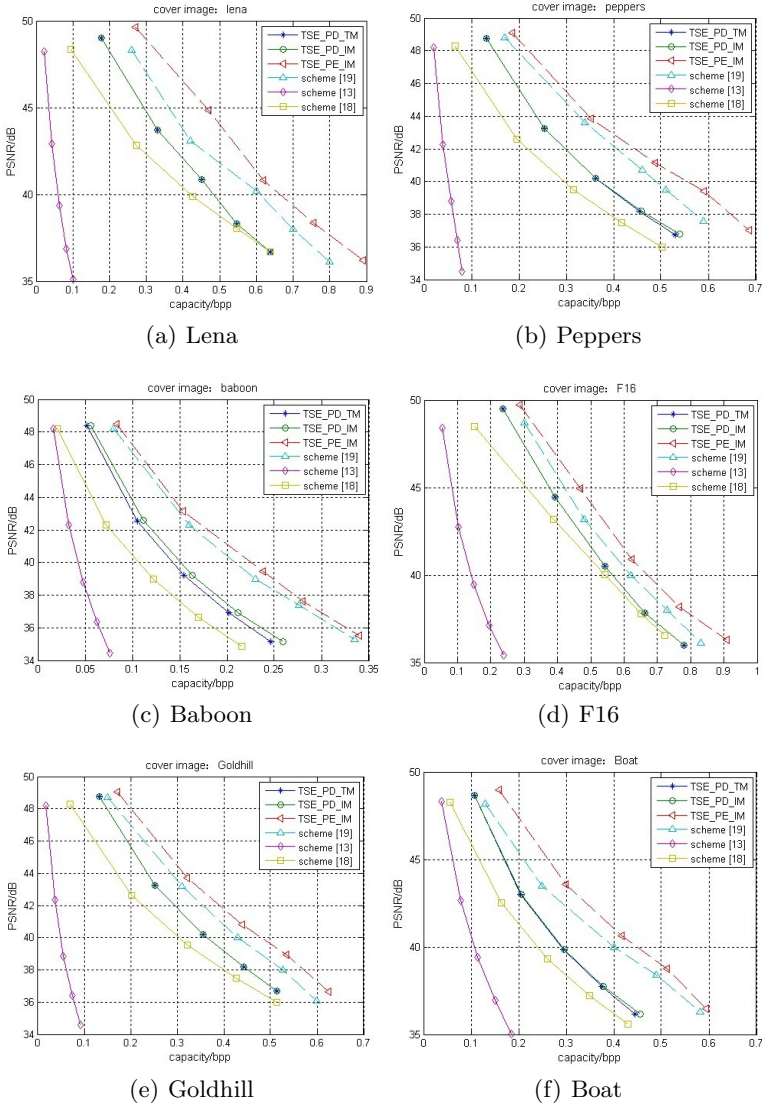 cover image: lena
50
45
40
35
PSNR/dB
0 0.1 0.2 0.3 0.4 0.5 0.6 0.7 0.8 0.9
capacity/bpp
TSE_PD_TM
TSE_PD_IM
TSE_PE_IM
scheme [19]
scheme [13]
scheme [18]
(a) Lena
cover image: peppers
50
48
46
44
42
40
38
36
34
PSNR/dB
0 0.1 0.2 0.3 0.4 0.5 0.6 0.7
capacity/bpp
TSE_PD_TM
TSE_PD_IM
TSE_PE_IM
scheme [19]
scheme [13]
scheme [18]
(b) Peppers
cover image: baboon
50
48
46
44
42
40
38
36
34
PSNR/dB
0 0.05 0.1 0.15 0.2 0.25 0.3 0.35
capacity/bpp
TSE_PD_TM
TSE_PD_IM
TSE_PE_IM
scheme [19]
scheme [13]
scheme [18]
(c) Baboon
cover image: F16
50
45
40
35
PSNR/dB
0 0.1 0.2 0.3 0.4 0.5 0.6 0.7 0.8 0.9 1
capacity/bpp
TSE_PD_TM
TSE_PD_IM
TSE_PE_IM
scheme [19]
scheme [13]
scheme [18]
(d) F16
cover image: Goldhill
50
48
46
44
42
40
38
36
34
PSNR/dB
0 0.1 0.2 0.3 0.4 0.5 0.6 0.7
capacity/bpp
TSE_PD_TM
TSE_PD_IM
TSE_PE_IM
scheme [19]
scheme [13]
scheme [18]
(e) Goldhill
cover image: Boat
50
45
40
35
PSNR/dB
0 0.1 0.2 0.3 0.4 0.5 0.6 0.7
capacity/bpp
TSE_PD_TM
TSE_PD_IM
TSE_PE_IM
scheme [19]
scheme [13]
scheme [18]
(f) Boat